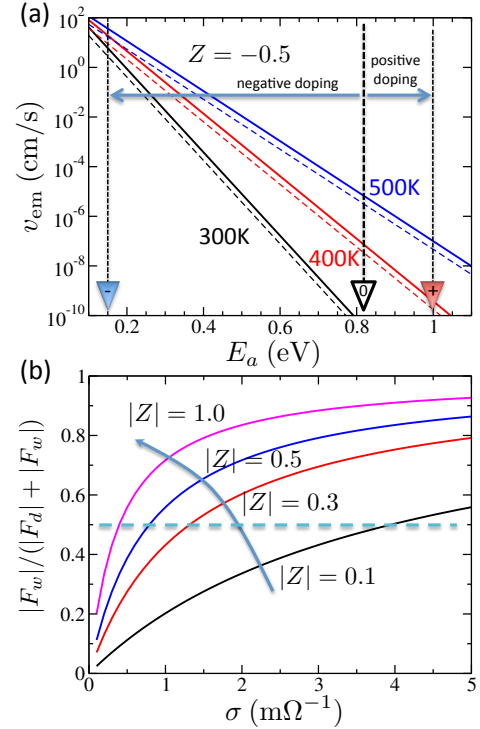 (a)
Z = −0.5
positive
doping
negative doping
10²
10⁰
10⁻²
10⁻⁴
10⁻⁶
10⁻⁸
10⁻¹⁰
v_em (cm/s)
500K
400K
300K
-
0
+
0.2 0.4 0.6 0.8 1
E_a (eV)
(b)
1
0.8
0.6
0.4
0.2
0
|F_w|/(|F_d| + |F_w|)
|Z| = 1.0
|Z| = 0.5
|Z| = 0.3
|Z| = 0.1
0 1 2 3 4 5
σ (mΩ⁻¹)